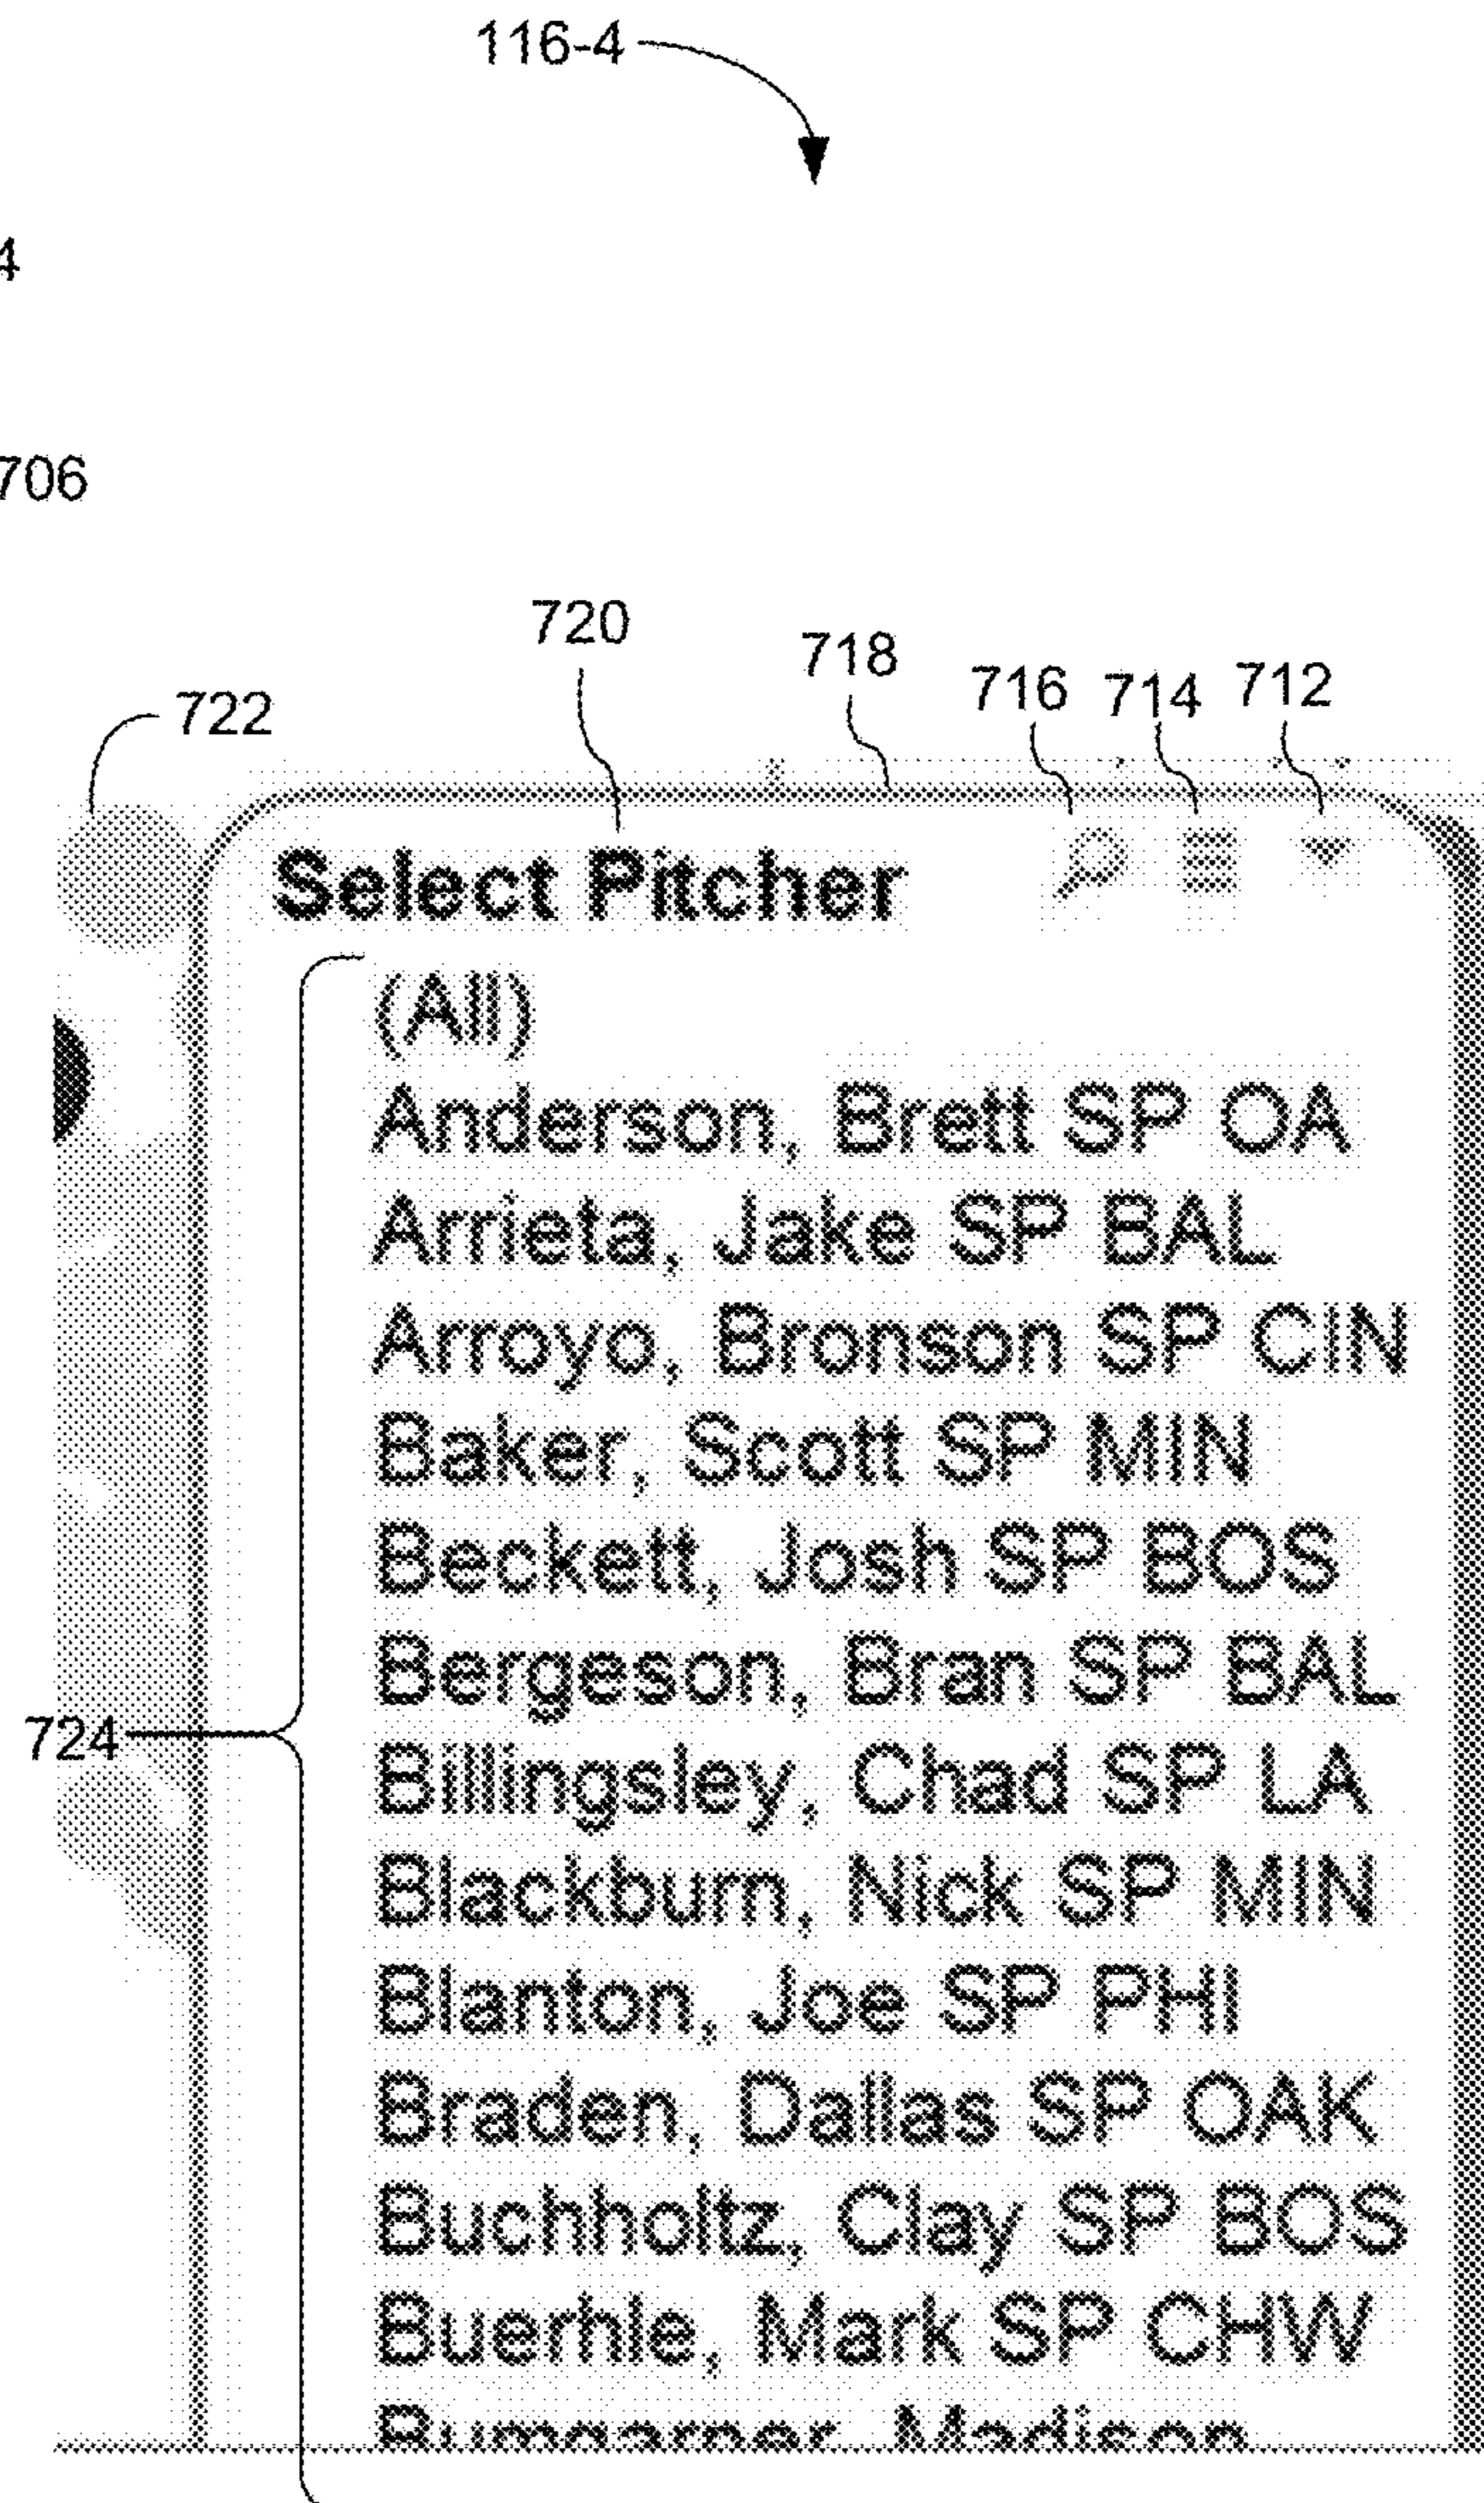 116-4
4
706
720
718
716 714 712
722
Select Pitcher
(All)
Anderson, Brett SP OA
Arrieta, Jake SP BAL
Arroyo, Bronson SP CIN
Baker, Scott SP MIN
Beckett, Josh SP BOS
Bergeson, Bran SP BAL
724
Billingsley, Chad SP LA
Blackburn, Nick SP MIN
Blanton, Joe SP PHI
Braden, Dallas SP OAK
Buchholtz, Clay SP BOS
Buerhle, Mark SP CHW
Bumgarner, Madison